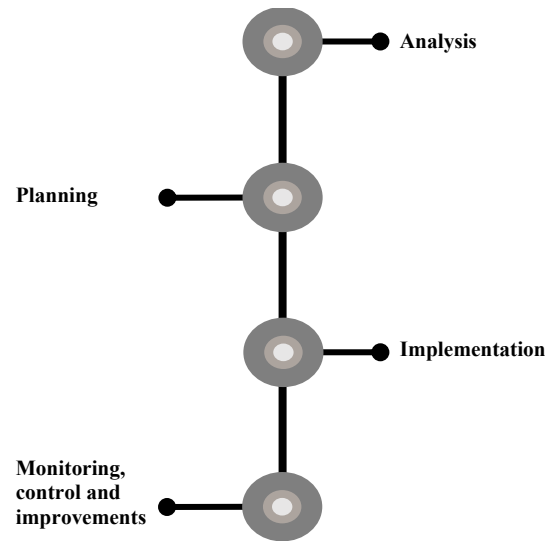 Analysis
Planning
Implementation
Monitoring,
control and
improvements